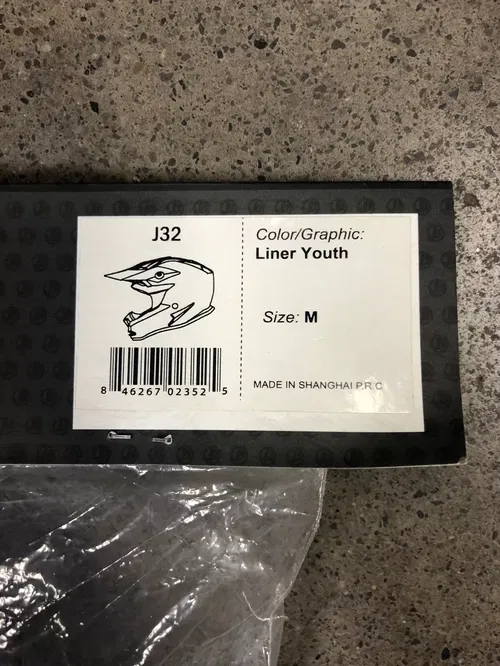 J32
8 46267 02352 5
Color/Graphic:
Liner Youth
Size: M
MADE IN SHANGHAI P.R.C